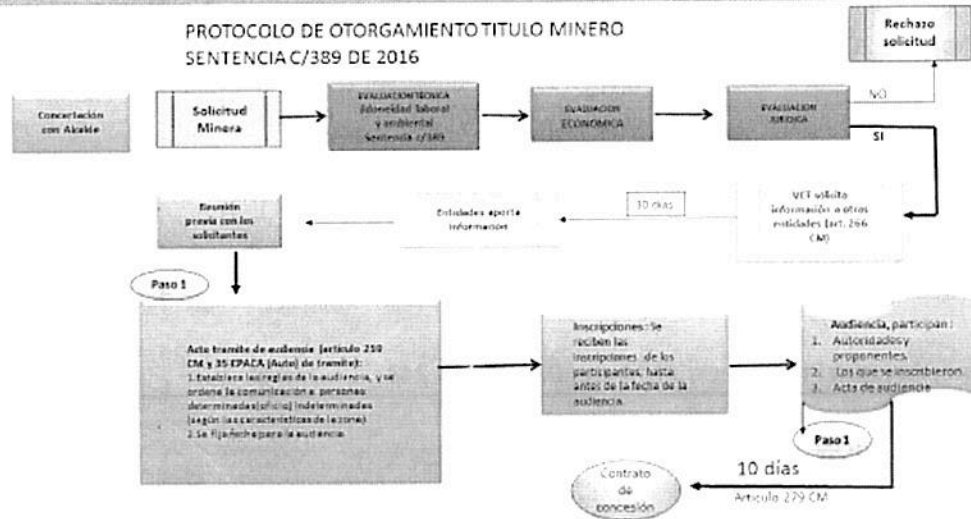 PROTOCOLO DE OTORGAMIENTO TITULO MINERO
SENTENCIA C/389 DE 2016
Rechazo
solicitud
Concertación
con Alcalde
Solicitud
Minera
EVALUACION TÉCNICA
(Idoneidad laboral
y ambiental
Sentencia c/389
EVALUACION
ECONOMICA
EVALUACION
JURIDICA
NO
SI
Reunión
previa con los
solicitantes
Entidades aporta
información
30 dias
VCT solicita
información a otras
entidades (art. 266
CM)
Paso 1
Acto tramite de audiencia (artículo 259
CM y 35 CPACA (Auto) de tramite):
1.Establece las reglas de la audiencia, y se
ordena la comunicación a personas
determinadas(oficio) indeterminadas
(según las características de la zona)
2.Se fija fecha para la audiencia
Inscripciones: Se
reciben las
inscripciones de los
participantes, hasta
antes de la fecha de la
audiencia.
Audiencia, participan :
1. Autoridades y
proponentes.
2. Los que se inscribieron.
3. Acta de audiencia
Paso 1
10 días
Artículo 279 CM
Contrato
de
concesión